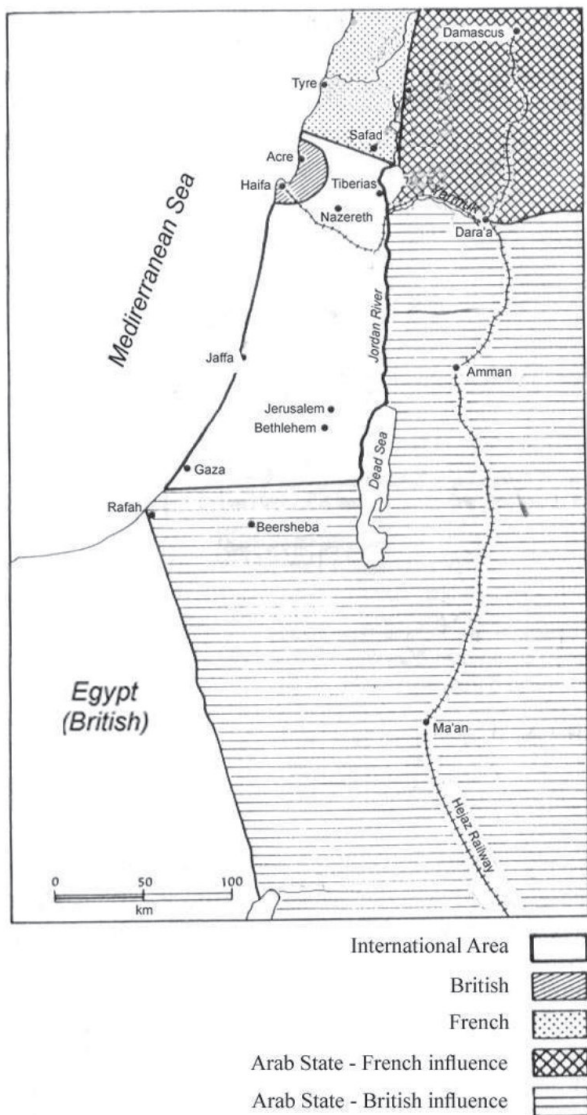 Damascus
Tyre
Safad
Acre
Haifa
Tiberias
Nazereth
Yarmuk
Dara'a
Medirerranean Sea
Jordan River
Jaffa
Amman
Jerusalem
Bethlehem
Dead Sea
Gaza
Rafah
Beersheba
Egypt
(British)
Ma'an
Hejaz Railway
0 50 100
km
International Area
British
French
Arab State - French influence
Arab State - British influence